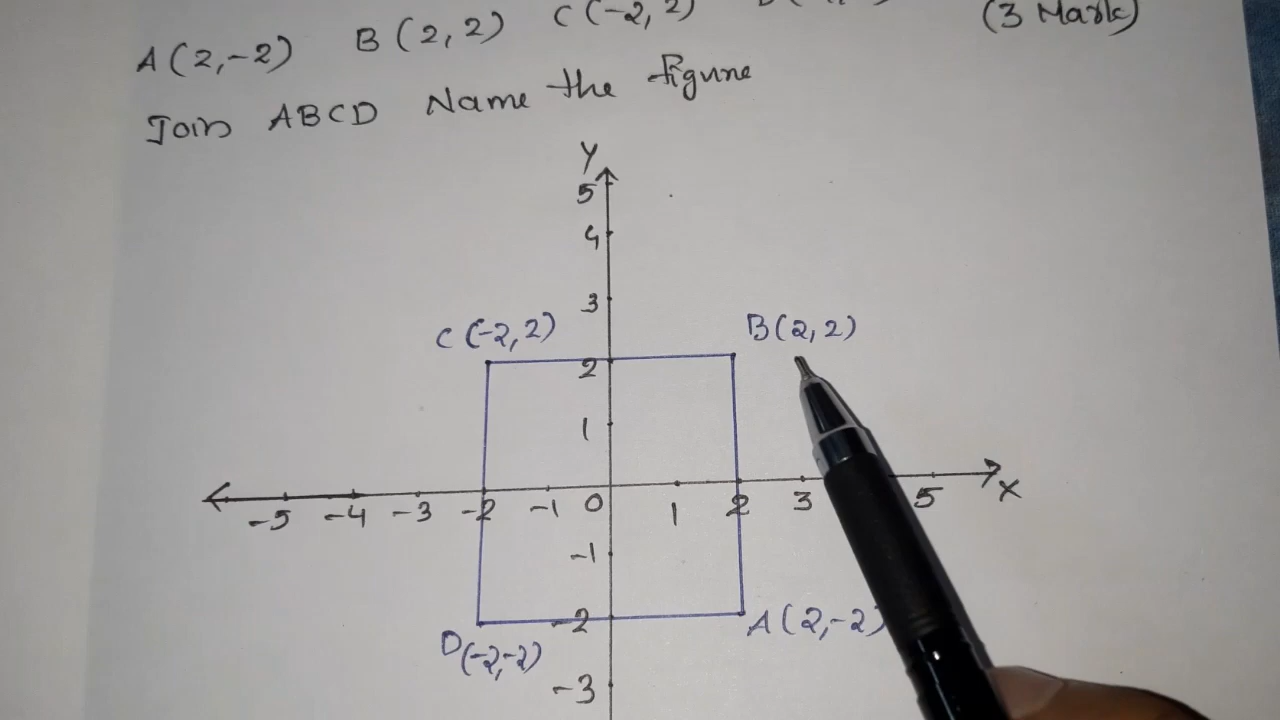 A(2,-2) B(2,2) C(-2,2) (3 Mark)
Join ABCD Name the figure
Y
5
4
3
C(-2,2) B(2,2)
2
1
-5 -4 -3 -2 -1 0 1 2 3 5 X
-1
-2 A(2,-2)
D(-2,-2)
-3